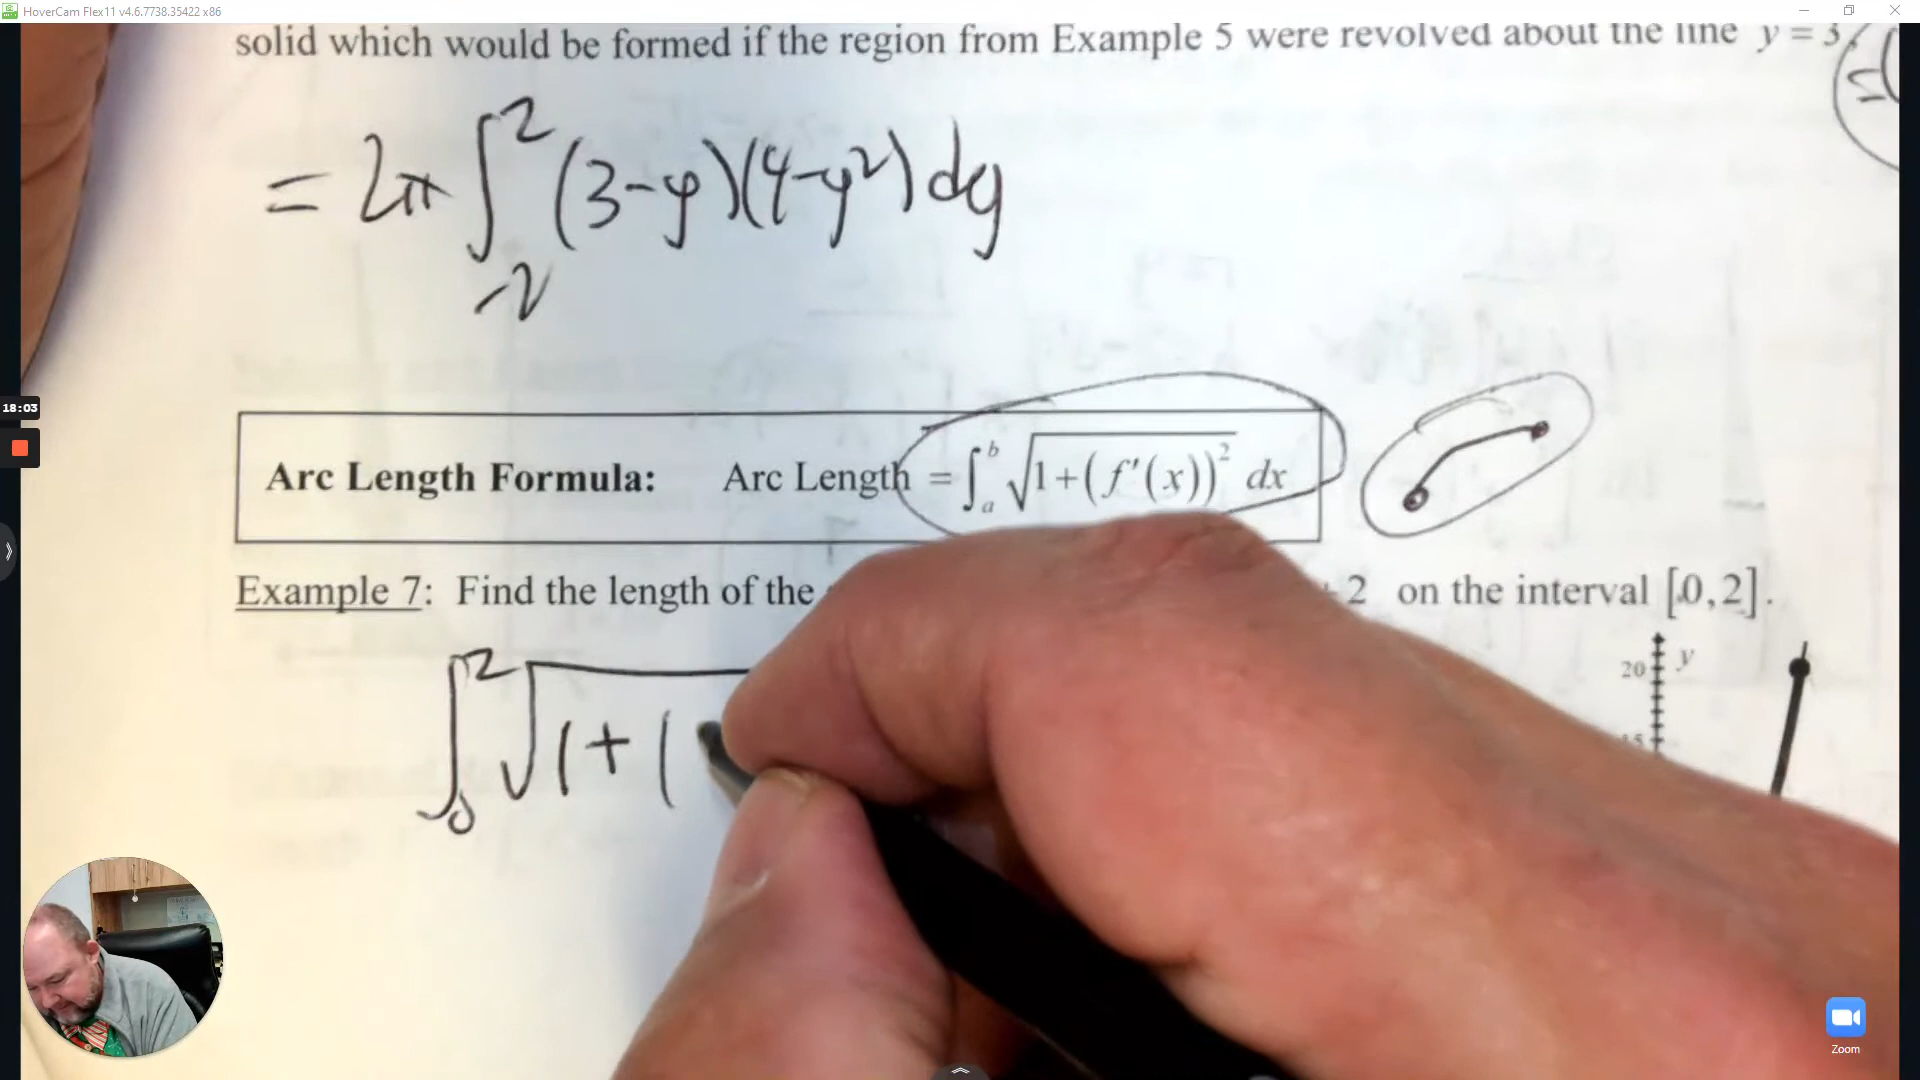 HoverCam Flex11 v4.6.7738.35422 x86
solid which would be formed if the region from Example 5 were revolved about the line y = 3
= 2π ∫_{-2}^{2} (3-y)(4-y²) dy
18:03
Arc Length Formula: Arc Length = ∫_a^b √(1+(f'(x))²) dx
Example 7: Find the length of the + 2 on the interval [0,2].
∫_0^2 √1 + (
20 y
Zoom